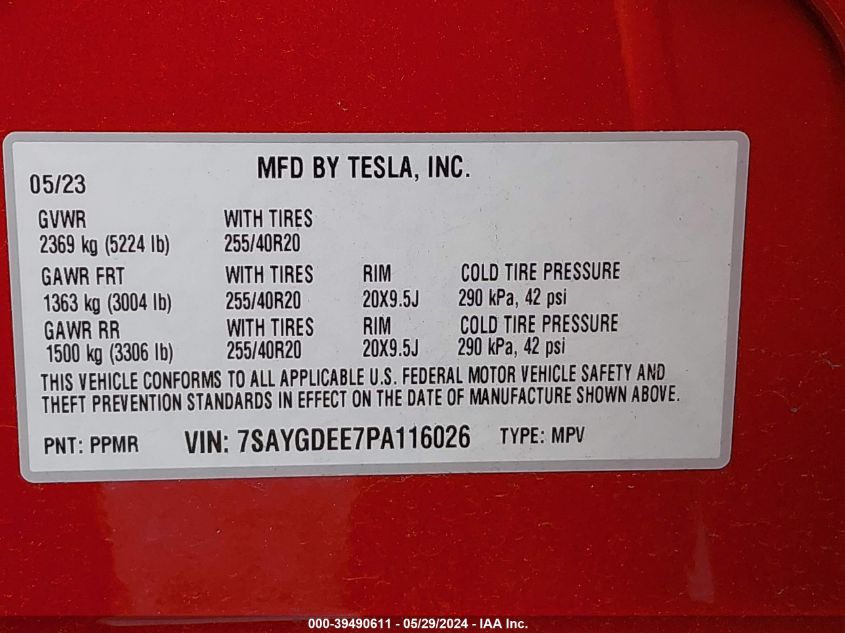 MFD BY TESLA, INC.
05/23
GVWR WITH TIRES
2369 kg (5224 lb) 255/40R20
GAWR FRT WITH TIRES RIM COLD TIRE PRESSURE
1363 kg (3004 lb) 255/40R20 20X9.5J 290 kPa, 42 psi
GAWR RR WITH TIRES RIM COLD TIRE PRESSURE
1500 kg (3306 lb) 255/40R20 20X9.5J 290 kPa, 42 psi
THIS VEHICLE CONFORMS TO ALL APPLICABLE U.S. FEDERAL MOTOR VEHICLE SAFETY AND
THEFT PREVENTION STANDARDS IN EFFECT ON THE DATE OF MANUFACTURE SHOWN ABOVE.
PNT: PPMR VIN: 7SAYGDEE7PA116026 TYPE: MPV
000-39490611 - 05/29/2024 - IAA Inc.